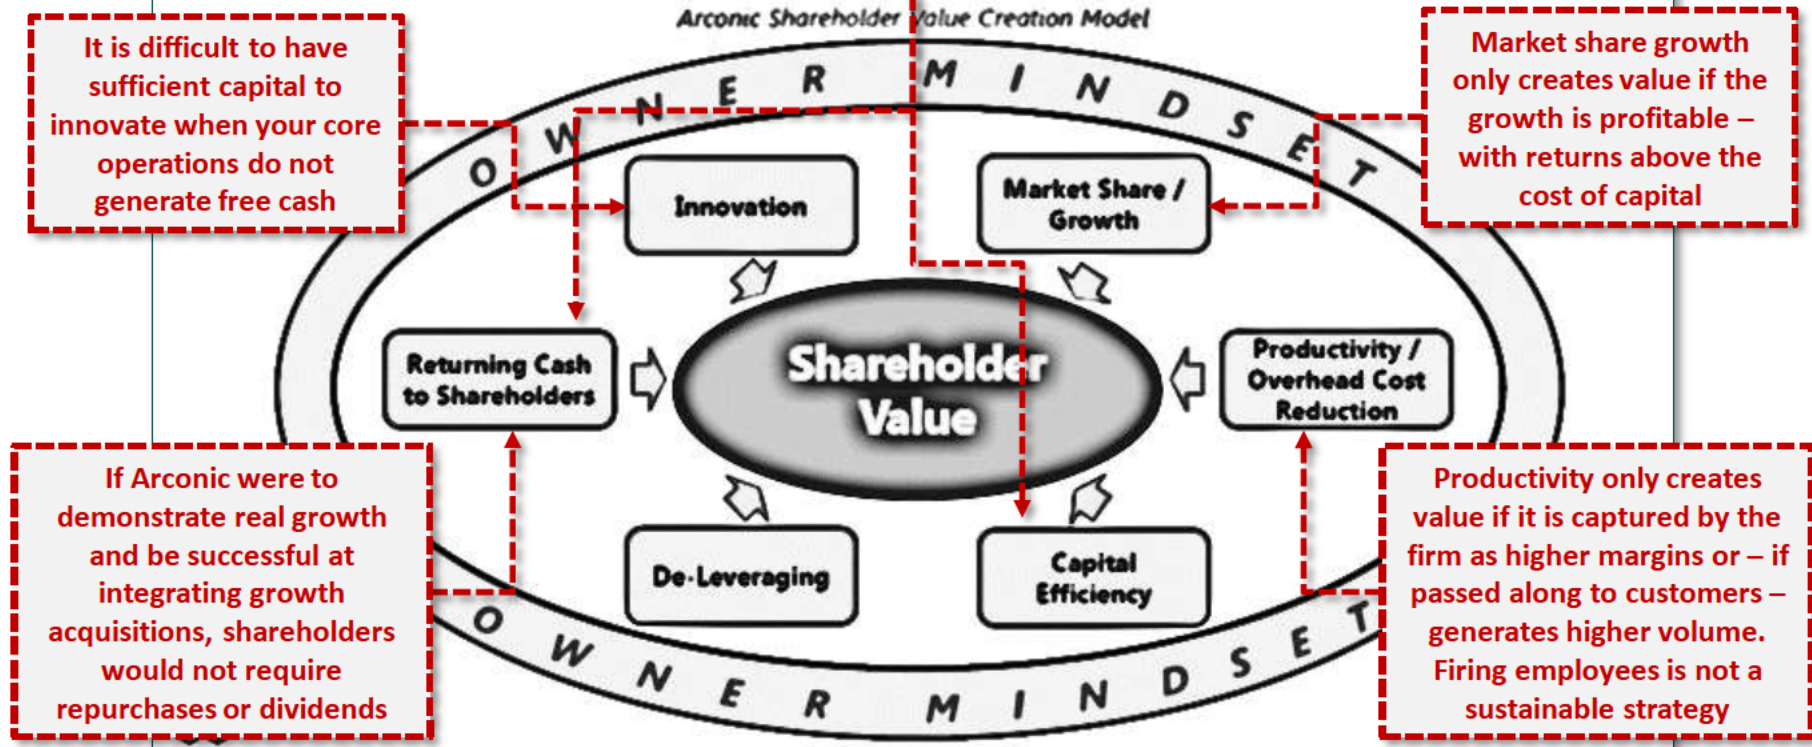 Arconic Shareholder Value Creation Model
It is difficult to have
sufficient capital to
innovate when your core
operations do not
generate free cash
Market share growth
only creates value if the
growth is profitable –
with returns above the
cost of capital
OWNER MINDSET
Innovation
Market Share /
Growth
Returning Cash
to Shareholders
Shareholder
Value
Productivity /
Overhead Cost
Reduction
If Arconic were to
demonstrate real growth
and be successful at
integrating growth
acquisitions, shareholders
would not require
repurchases or dividends
De-Leveraging
Capital
Efficiency
Productivity only creates
value if it is captured by the
firm as higher margins or – if
passed along to customers –
generates higher volume.
Firing employees is not a
sustainable strategy
OWNER MINDSET